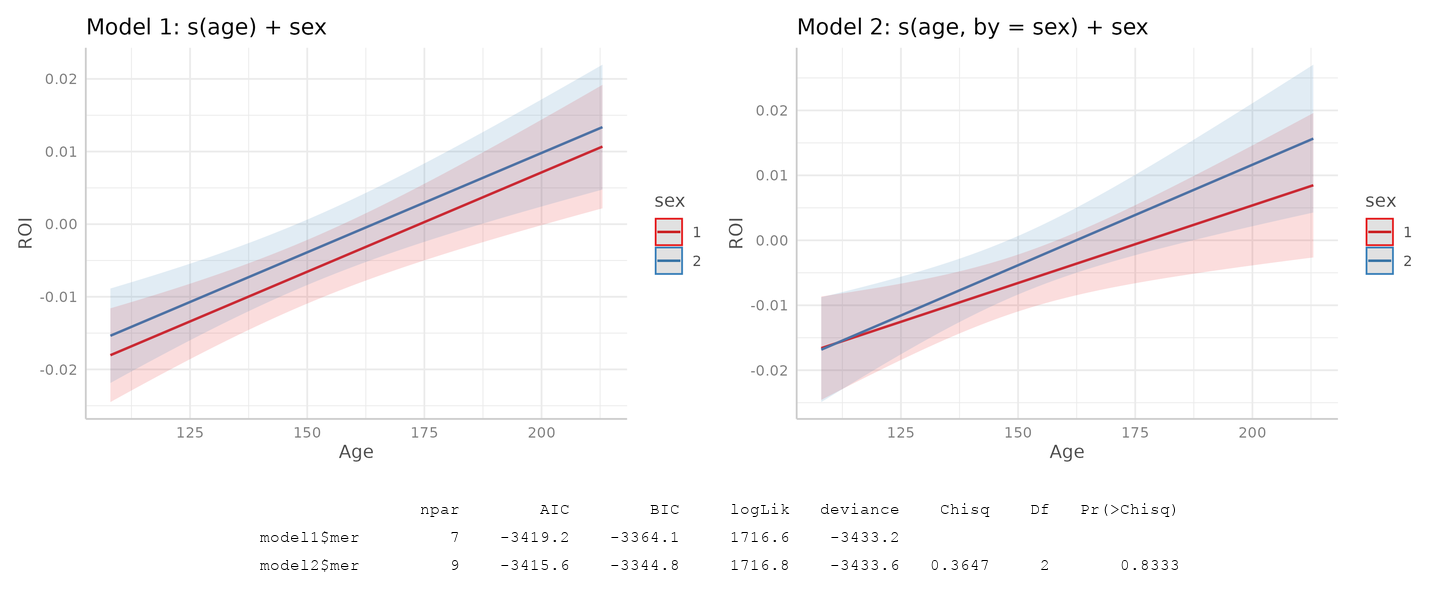 Model 1: s(age) + sex
0.02
0.01
0.00
-0.01
-0.02
ROI
125 150 175 200
Age
sex
1
2
Model 2: s(age, by = sex) + sex
0.02
0.01
0.00
-0.01
-0.02
ROI
125 150 175 200
Age
sex
1
2
npar AIC BIC logLik deviance Chisq Df Pr(>Chisq)
model1$mer 7 -3419.2 -3364.1 1716.6 -3433.2
model2$mer 9 -3415.6 -3344.8 1716.8 -3433.6 0.3647 2 0.8333